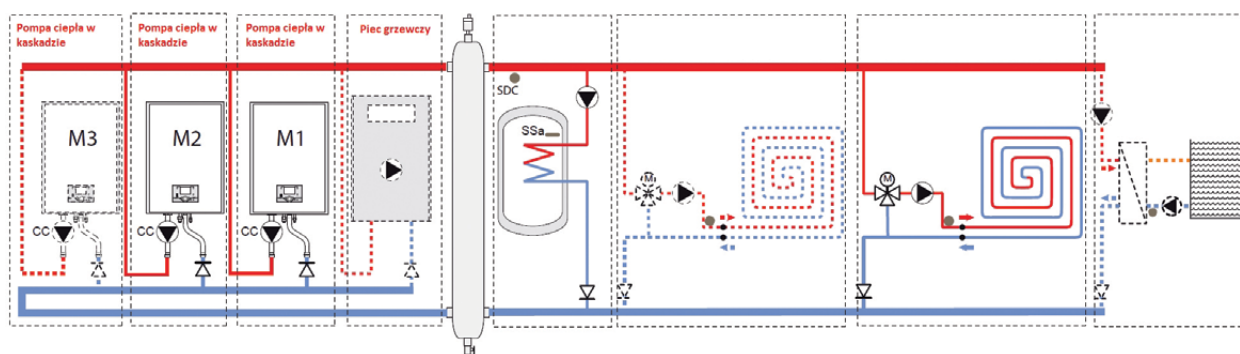 Pompa ciepła w
kaskadzie
Pompa ciepła w
kaskadzie
Pompa ciepła w
kaskadzie
Piec grzewczy
M3
M2
M1
CC
CC
CC
SDC
SSa
M
M